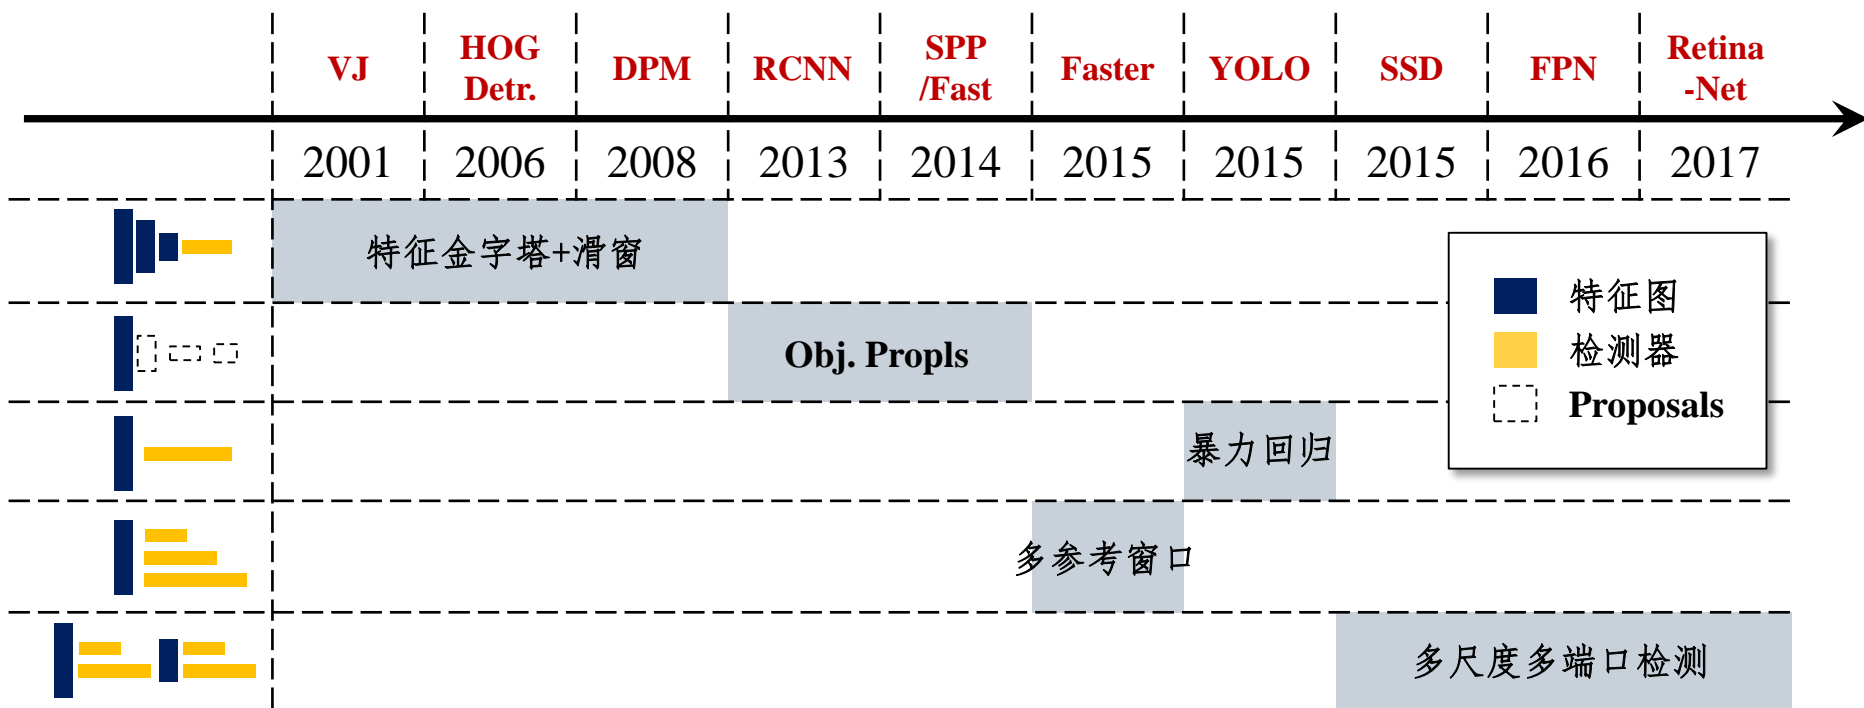 VJ
HOG
Detr.
DPM
RCNN
SPP
/Fast
Faster
YOLO
SSD
FPN
Retina
-Net
2001
2006
2008
2013
2014
2015
2015
2015
2016
2017
特征金字塔+滑窗
Obj. Propls
暴力回归
多参考窗口
多尺度多端口检测
特征图
检测器
Proposals